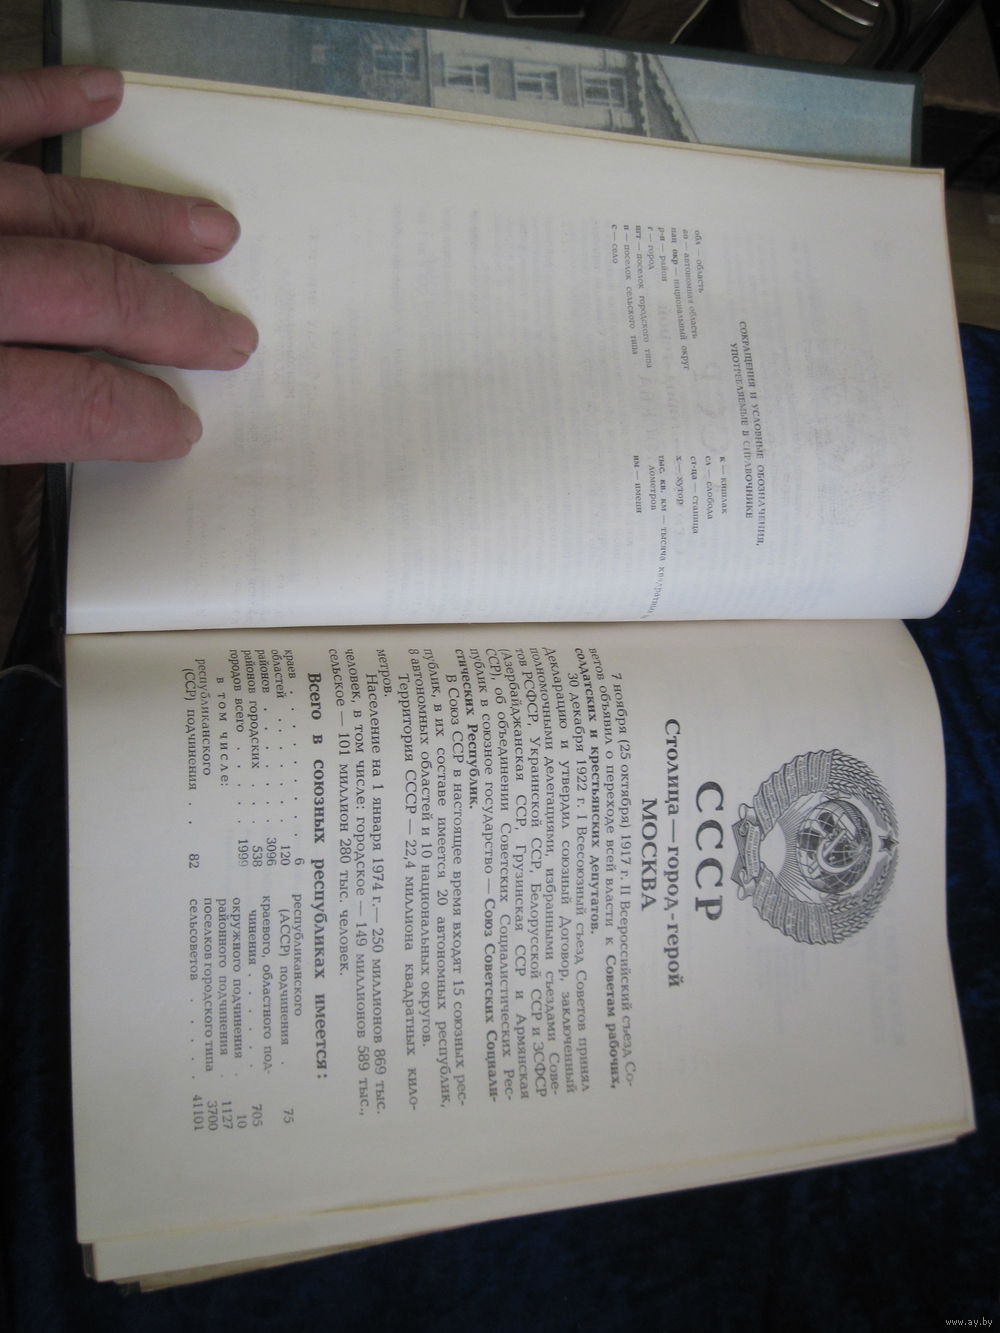 СОКРАЩЕНИЯ И УСЛОВНЫЕ ОБОЗНАЧЕНИЯ,
УПОТРЕБЛЯЕМЫЕ В СПРАВОЧНИКЕ
обл — область
ао — автономная область
нац окр — национальный округ
р-н — район
г — город
пгт — поселок городского типа
п — поселок сельского типа
с — село
к — кишлак
сл — слобода
ст-ца — станица
х — хутор
тыс. кв. км — тысяча квадратных
лометров
им — имени
СССР
Столица — город-герой
МОСКВА
7 ноября (25 октября) 1917 г. II Всероссийский съезд Со-
ветов объявил о переходе всей власти к Советам рабочих,
солдатских и крестьянских депутатов.
30 декабря 1922 г. I Всесоюзный съезд Советов принял
Декларацию и утвердил союзный Договор, заключенный
полномочными делегациями, избранными съездами Сове-
тов РСФСР, Украинской ССР, Белорусской ССР и ЗСФСР
(Азербайджанская ССР, Грузинская ССР и Армянская
ССР), об объединении Советских Социалистических Рес-
публик в союзное государство — Союз Советских Социали-
стических Республик.
В Союз ССР в настоящее время входят 15 союзных рес-
публик, в их составе имеется 20 автономных республик,
8 автономных областей и 10 национальных округов.
Территория СССР — 22,4 миллиона квадратных кило-
метров.
Население на 1 января 1974 г.— 250 миллионов 869 тыс.
человек, в том числе: городское — 149 миллионов 589 тыс.,
сельское — 101 миллион 280 тыс. человек.
Всего в союзных республиках имеется:
краев . . . . . . . 6
областей . . . . . . 120
районов . . . . . . 3096
районов городских . . . 538
городов всего . . . . 1999
в том числе:
республиканского
(ССР) подчинения . . 82
республиканского
(АССР) подчинения . 75
краевого, областного под-
чинения . . . . . 705
окружного подчинения . 10
районного подчинения . 1127
поселков городского типа 3700
сельсоветов . . . . . 41101
www.ay.by